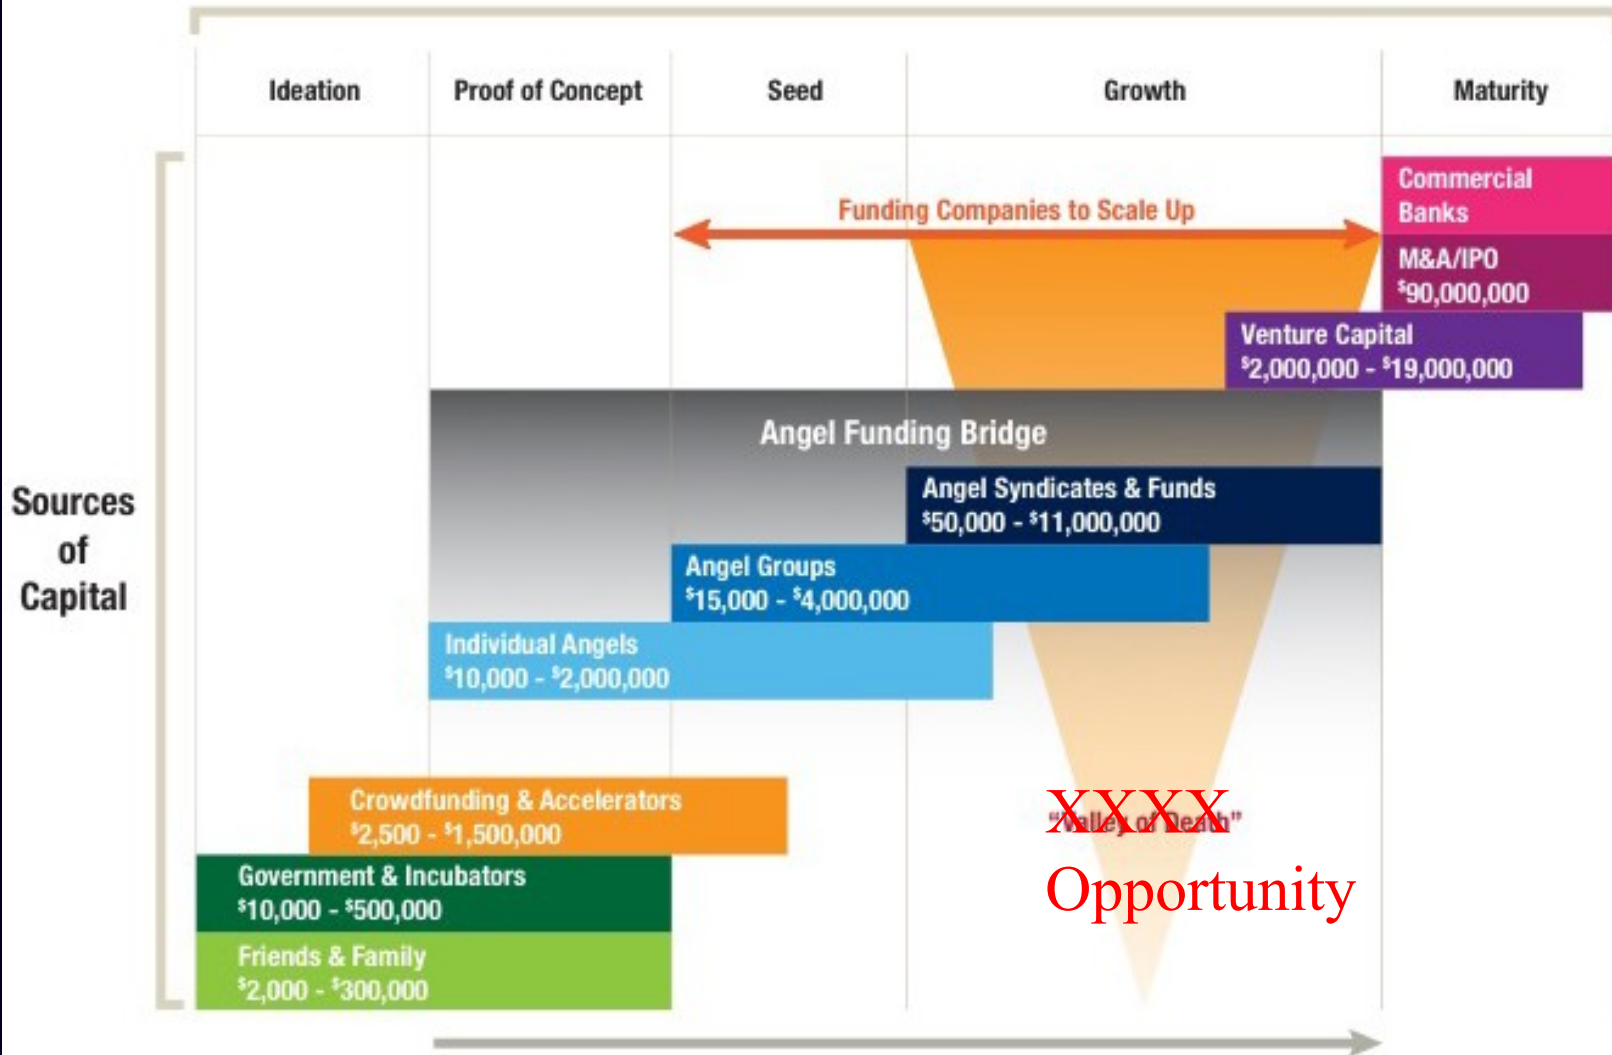 Ideation
Proof of Concept
Seed
Growth
Maturity
Funding Companies to Scale Up
Commercial
Banks
M&A/IPO
$90,000,000
Venture Capital
$2,000,000 - $19,000,000
Angel Funding Bridge
Angel Syndicates & Funds
$50,000 - $11,000,000
Sources
of
Capital
Angel Groups
$15,000 - $4,000,000
Individual Angels
$10,000 - $2,000,000
Crowdfunding & Accelerators
$2,500 - $1,500,000
XXXX
“Valley of Death”
Opportunity
Government & Incubators
$10,000 - $500,000
Friends & Family
$2,000 - $300,000